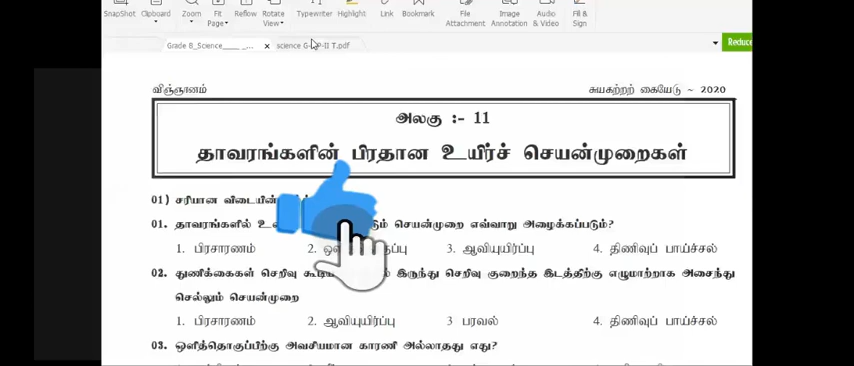 SnapShot Clipboard Zoom Fit Page Reflow Rotate View Typewriter Highlight Link Bookmark File Attachment Image Annotation Audio & Video Fill & Sign
Grade B_Science____ _... × science G- P-II T.pdf
Reduce
விஞ்ஞானம் சுயகற்றற் கையேடு ~ 2020
அலகு :- 11
தாவரங்களின் பிரதான உயிர்ச் செயன்முறைகள்
01) சரியான
01. தாவரங்களில் செயன்முறை எவ்வாறு அழைக்கப்படும்?
1. பிரசாரணம் 2. 3. ஆவியுயிர்ப்பு 4. திணிவுப் பாய்ச்சல்
02. துணிக்கைகள் செறிவு இருந்து செறிவு குறைந்த இடத்திற்கு எழுமாற்றாக அசைந்து
செல்லும் செயன்முறை
1. பிரசாரணம் 2. ஆவியுயிர்ப்பு 3 பரவல் 4. திணிவுப் பாய்ச்சல்
03. ஒளித்தொகுப்பிற்கு அவசியமான காரணி அல்லாதது எது?